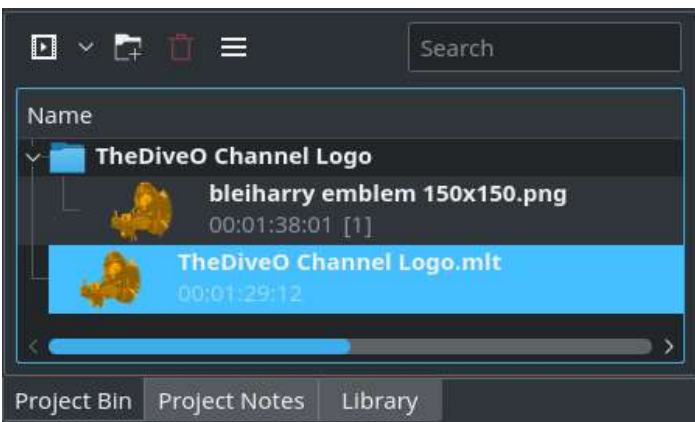 Search
Name
TheDiveO Channel Logo
bleiharry emblem 150x150.png
00:01:38:01 [1]
TheDiveO Channel Logo.mlt
00:01:29:12
Project Bin Project Notes Library